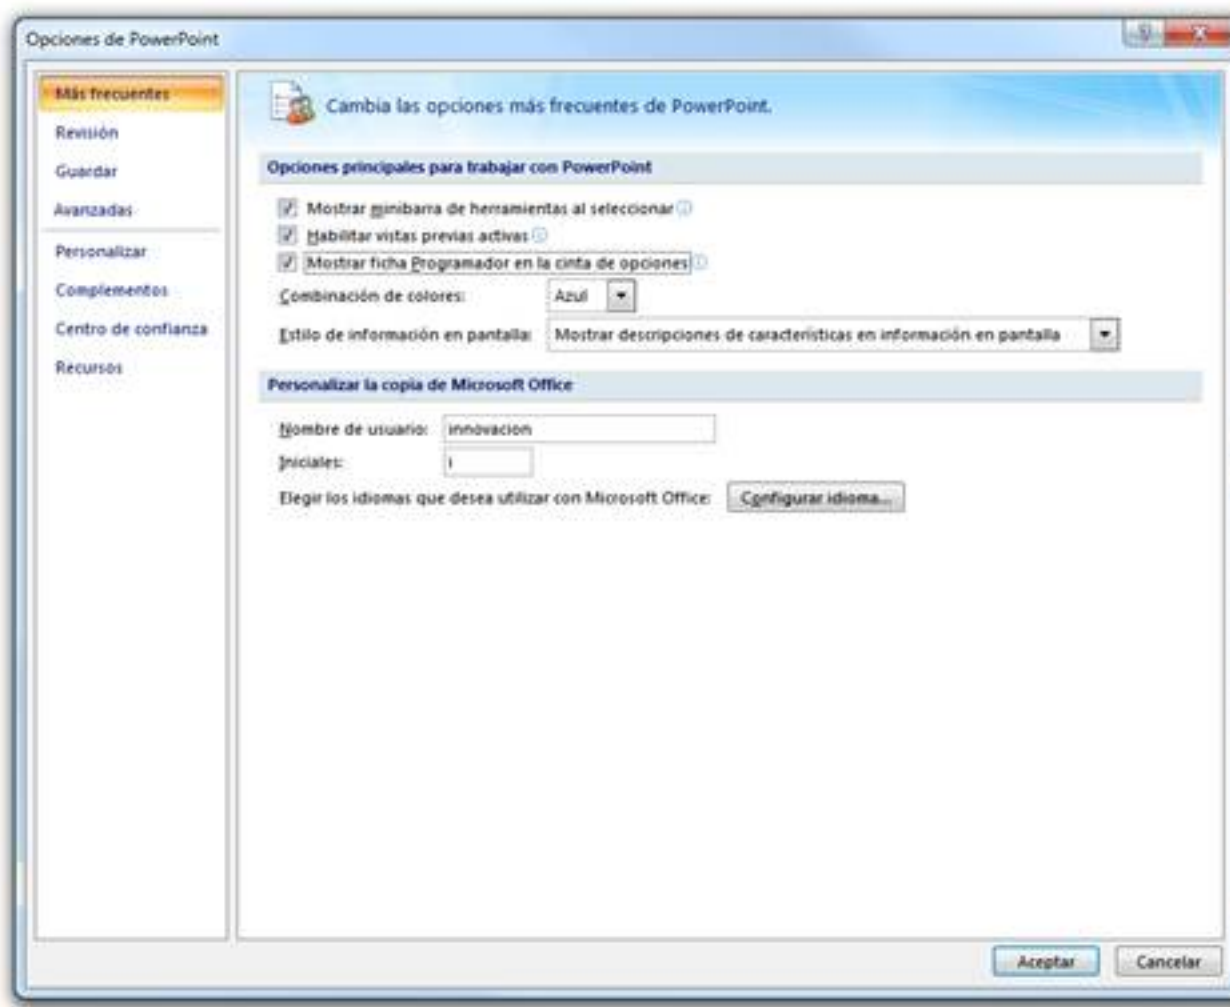 Opciones de PowerPoint
Más frecuentes
Revisión
Guardar
Avanzadas
Personalizar
Complementos
Centro de confianza
Recursos
Cambia las opciones más frecuentes de PowerPoint.
Opciones principales para trabajar con PowerPoint
Mostrar minibarra de herramientas al seleccionar
Habilitar vistas previas activas
Mostrar ficha Programador en la cinta de opciones
Combinación de colores: Azul
Estilo de información en pantalla: Mostrar descripciones de características en información en pantalla
Personalizar la copia de Microsoft Office
Nombre de usuario: innovacion
Iniciales: i
Elegir los idiomas que desea utilizar con Microsoft Office: Configurar idioma...
Aceptar Cancelar